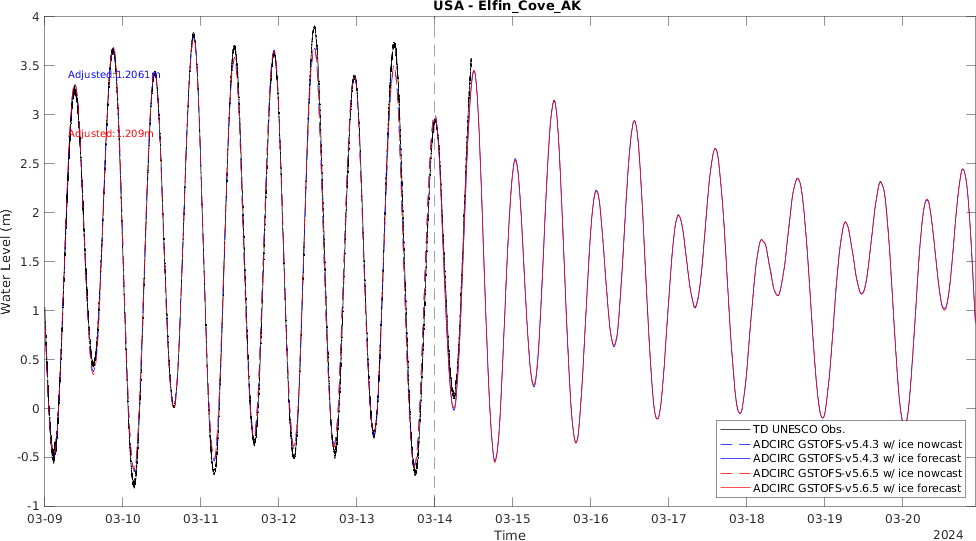 USA - Elfin_Cove_AK
4
3.5
3
2.5
2
1.5
1
0.5
0
-0.5
-1
Water Level (m)
Adjusted:1.2061m
Adjusted:1.209m
TD UNESCO Obs.
ADCIRC GSTOFS-v5.4.3 w/ ice nowcast
ADCIRC GSTOFS-v5.4.3 w/ ice forecast
ADCIRC GSTOFS-v5.6.5 w/ ice nowcast
ADCIRC GSTOFS-v5.6.5 w/ ice forecast
03-09 03-10 03-11 03-12 03-13 03-14 03-15 03-16 03-17 03-18 03-19 03-20
Time
2024